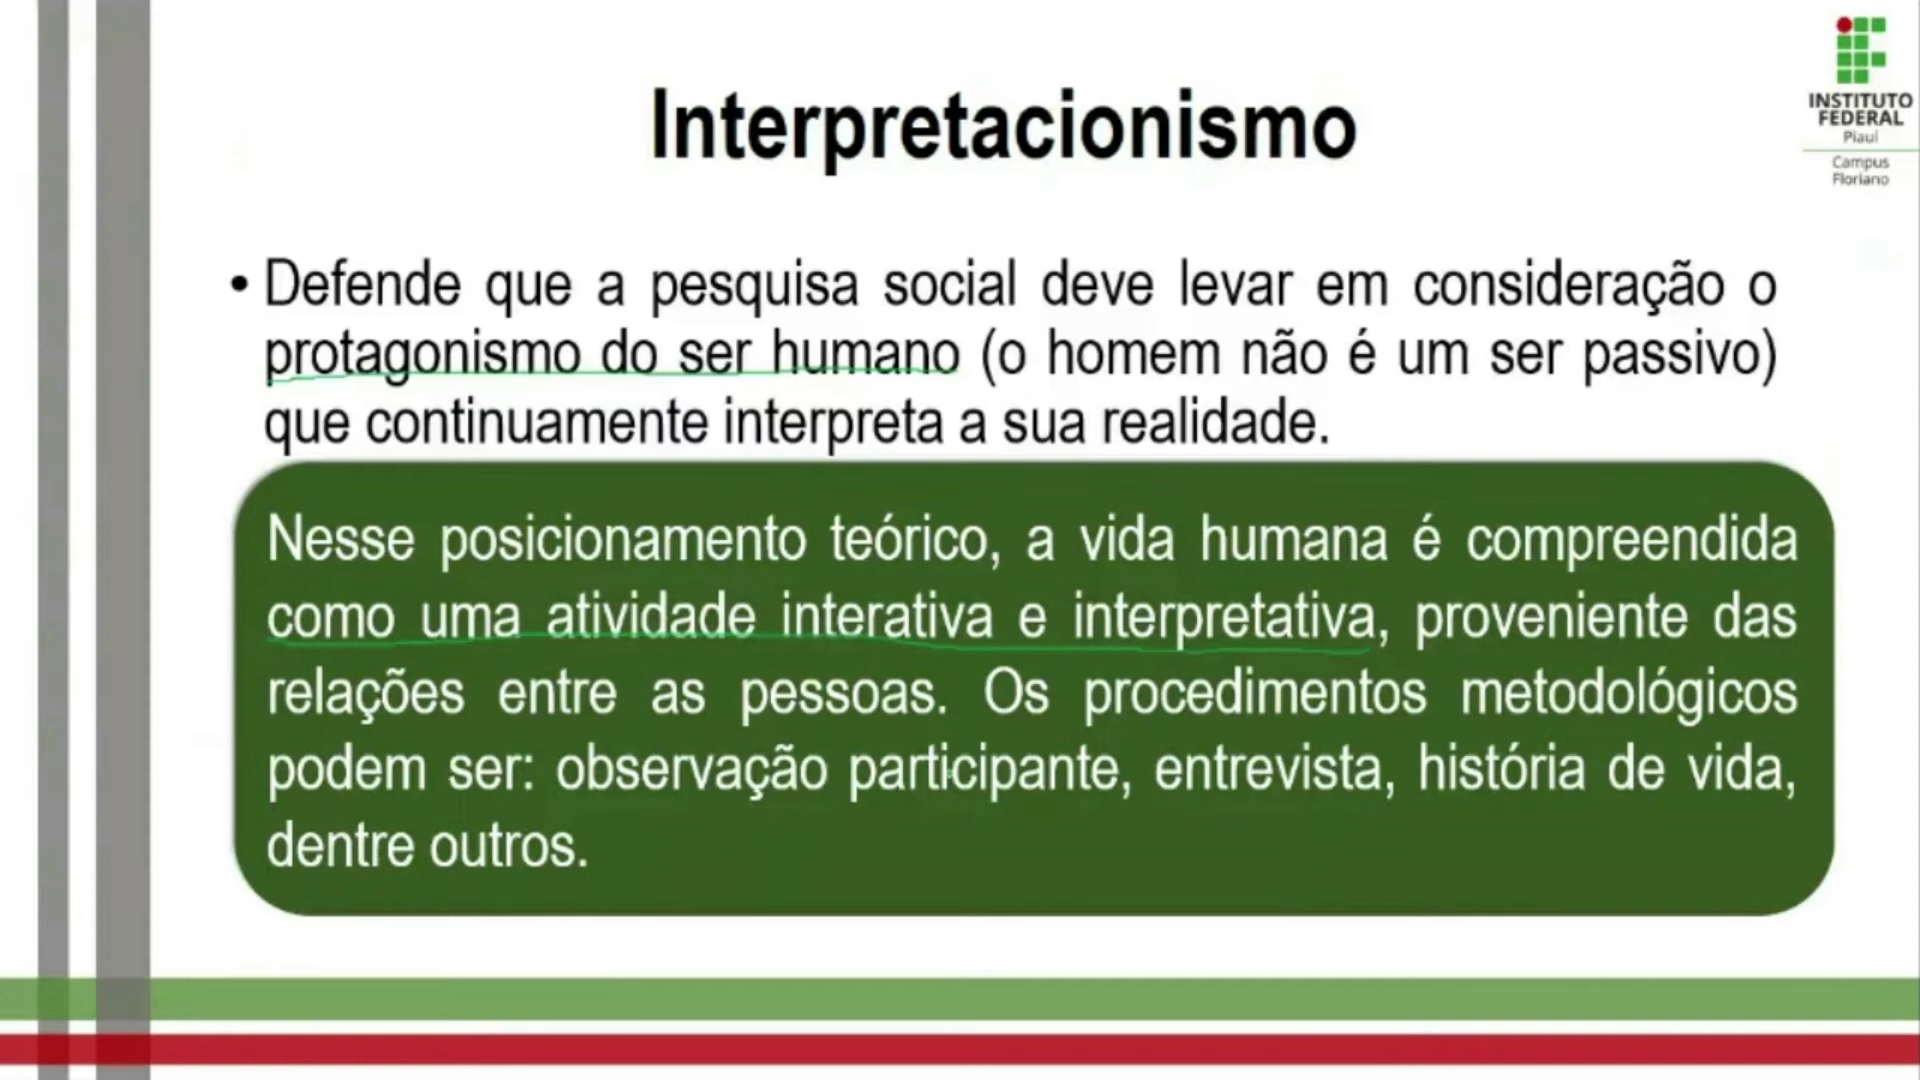 INSTITUTO
FEDERAL
Piauí
Campus
Floriano
Interpretacionismo
• Defende que a pesquisa social deve levar em consideração o
protagonismo do ser humano (o homem não é um ser passivo)
que continuamente interpreta a sua realidade.
Nesse posicionamento teórico, a vida humana é compreendida
como uma atividade interativa e interpretativa, proveniente das
relações entre as pessoas. Os procedimentos metodológicos
podem ser: observação participante, entrevista, história de vida,
dentre outros.